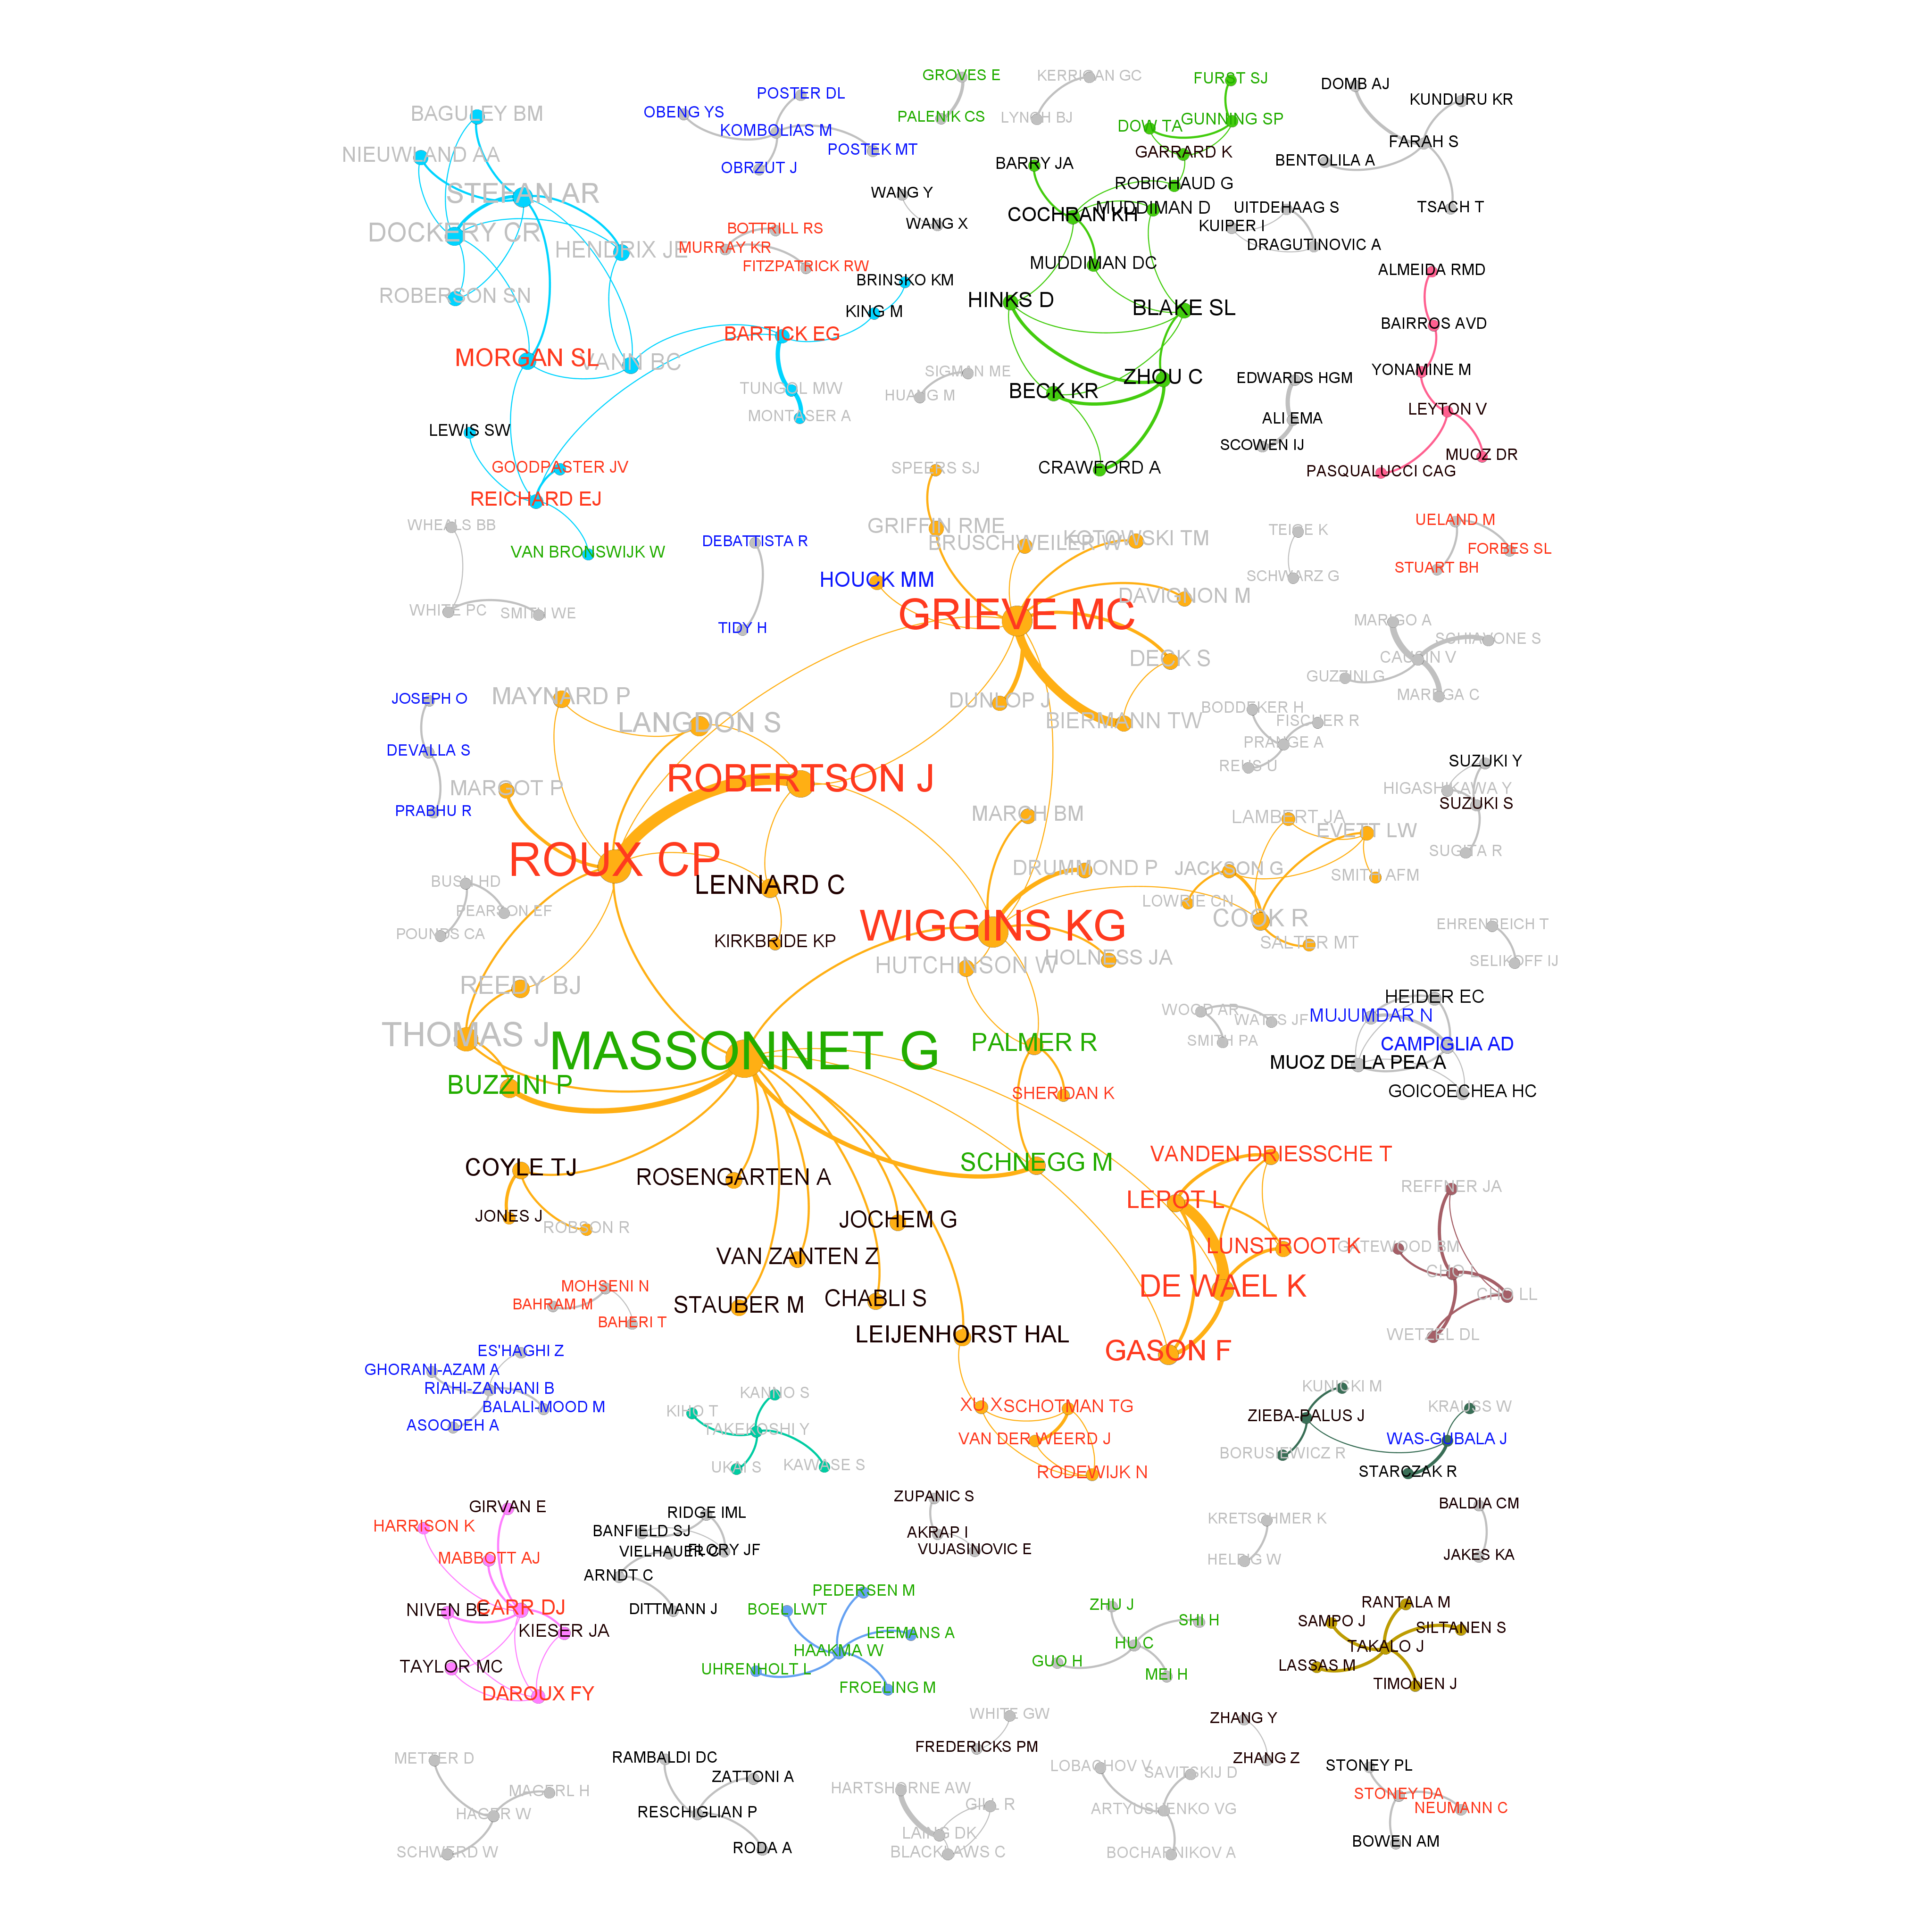 GROVES E
KERRIGAN GC
FURST SJ
DOMB AJ
POSTER DL
KUNDURU KR
BAGULEY BM
OBENG YS
PALENIK CS
LYNCH BJ
GUNNING SP
DOW TA
KOMBOLIAS M
FARAH S
NIEUWLAND AA
POSTEK MT
GARRARD K
BENTOLILA A
OBRZUT J
BARRY JA
ROBICHAUD G
STEFAN AR
WANG Y
TSACH T
UITDEHAAG S
MUDDIMAN D
COCHRAN KH
WANG X
KUIPER I
BOTTRILL RS
DOCKERY CR
DRAGUTINOVIC A
MURRAY KR
HENDRIX JE
FITZPATRICK RW
MUDDIMAN DC
ALMEIDA RMD
BRINSKO KM
ROBERSON SN
HINKS D
BLAKE SL
KING M
BAIRROS AVD
BARTICK EG
MORGAN SL
VANN BC
SIGMAN ME
YONAMINE M
ZHOU C
EDWARDS HGM
TUNGOL MW
BECK KR
HUANG M
LEYTON V
MONTASER A
ALI EMA
LEWIS SW
SCOWEN IJ
MUOZ DR
GOODPASTER JV
SPEERS SJ
CRAWFORD A
PASQUALUCCI CAG
REICHARD EJ
WHEALS BB
GRIFFIN RME
UELAND M
TEIGE K
KOTOWSKI TM
BRUSCHWEILER W
DEBATTISTA R
VAN BRONSWIJK W
FORBES SL
STUART BH
SCHWARZ G
HOUCK MM
DAVIGNON M
WHITE PC
SMITH WE
GRIEVE MC
TIDY H
MARIGO A
SCHIAVONE S
CAUSIN V
DECK S
GUZZINI G
JOSEPH O
MAYNARD P
DUNLOP J
MAREGA C
BODDEKER H
LANGDON S
BIERMANN TW
FISCHER R
PRANGE A
DEVALLA S
REUS U
SUZUKI Y
ROBERTSON J
MARGOT P
HIGASHIKAWA Y
SUZUKI S
PRABHU R
MARCH BM
LAMBERT JA
EVETT LW
SUGITA R
ROUX CP
DRUMMOND P
JACKSON G
SMITH AFM
BUSH HD
LENNARD C
LOWRIE CN
PEARSON EF
WIGGINS KG
COOK R
EHRENREICH T
POUNDS CA
KIRKBRIDE KP
SALTER MT
HUTCHINSON W
HOLNESS JA
SELIKOFF IJ
REEDY BJ
HEIDER EC
WOOD AR
MUJUMDAR N
WATTS JF
THOMAS J
MASSONNET G
PALMER R
SMITH PA
CAMPIGLIA AD
MUOZ DE LA PEA A
BUZZINI P
SHERIDAN K
GOICOECHEA HC
VANDEN DRIESSCHE T
COYLE TJ
SCHNEGG M
ROSENGARTEN A
REFFNER JA
LEPOT L
JONES J
JOCHEM G
ROBSON R
LUNSTROOT K
GATEWOOD BM
VAN ZANTEN Z
CHO L
MOHSENI N
DE WAEL K
CHO LL
BAHRAM M
STAUBER M
CHABLI S
BAHERI T
LEIJENHORST HAL
WETZEL DL
ES'HAGHI Z
GASON F
GHORANI-AZAM A
RIAHI-ZANJANI B
KUNICKI M
KANNO S
BALALI-MOOD M
KIHO T
XU X
SCHOTMAN TG
KRAUSS W
ZIEBA-PALUS J
ASOODEH A
TAKEKOSHI Y
VAN DER WEERD J
WAS-GUBALA J
BORUSIEWICZ R
UKAI S
KAWASE S
RODEWIJK N
STARCZAK R
ZUPANIC S
GIRVAN E
RIDGE IML
BALDIA CM
HARRISON K
BANFIELD SJ
AKRAP I
KRETSCHMER K
VIELHAUER C
FLORY JF
VUJASINOVIC E
MABBOTT AJ
HELBIG W
JAKES KA
ARNDT C
PEDERSEN M
NIVEN BE
CARR DJ
DITTMANN J
BOEL LWT
ZHU J
RANTALA M
SHI H
SAMPO J
SILTANEN S
KIESER JA
LEEMANS A
HAAKMA W
HU C
TAKALO J
TAYLOR MC
UHRENHOLT L
GUO H
LASSAS M
MEI H
DAROUX FY
FROELING M
TIMONEN J
WHITE GW
ZHANG Y
FREDERICKS PM
METTER D
RAMBALDI DC
ZHANG Z
LOBACHOV V
STONEY PL
ZATTONI A
SAVITSKIJ D
MAGERL H
HARTSHORNE AW
STONEY DA
GILL R
HAGER W
RESCHIGLIAN P
ARTYUSHENKO VG
NEUMANN C
LAING DK
BOWEN AM
SCHWERD W
RODA A
BLACKLAWS C
BOCHARNIKOV A